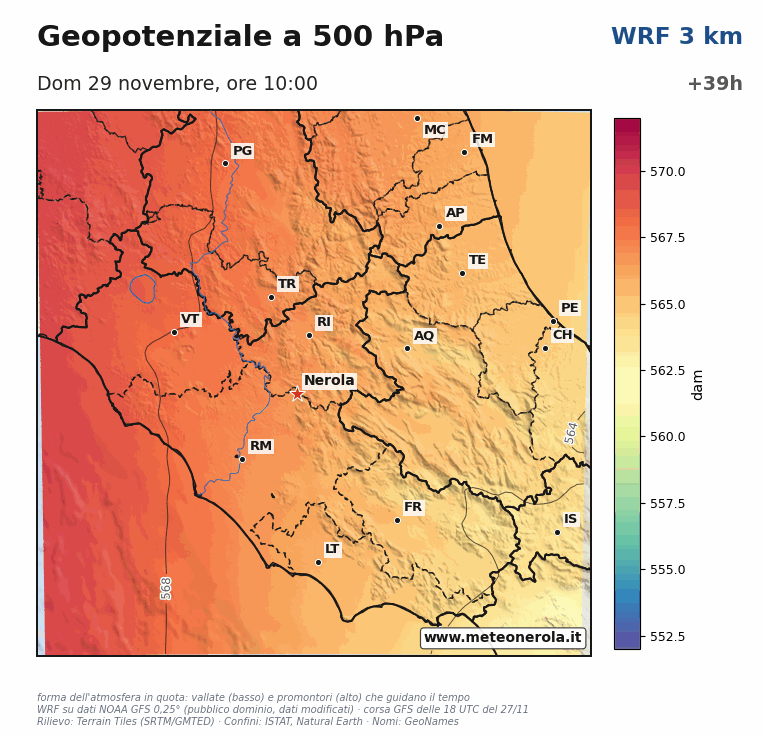 Geopotenziale a 500 hPa
WRF 3 km
Dom 29 novembre, ore 10:00
+39h
MC
FM
PG
AP
TE
TR
PE
VT
RI
AQ
CH
Nerola
RM
564
FR
IS
LT
568
www.meteonerola.it
570.0
567.5
565.0
562.5
560.0
557.5
555.0
552.5
dam
forma dell'atmosfera in quota: vallate (basso) e promontori (alto) che guidano il tempo
WRF su dati NOAA GFS 0,25° (pubblico dominio, dati modificati) · corsa GFS delle 18 UTC del 27/11
Rilievo: Terrain Tiles (SRTM/GMTED) · Confini: ISTAT, Natural Earth · Nomi: GeoNames